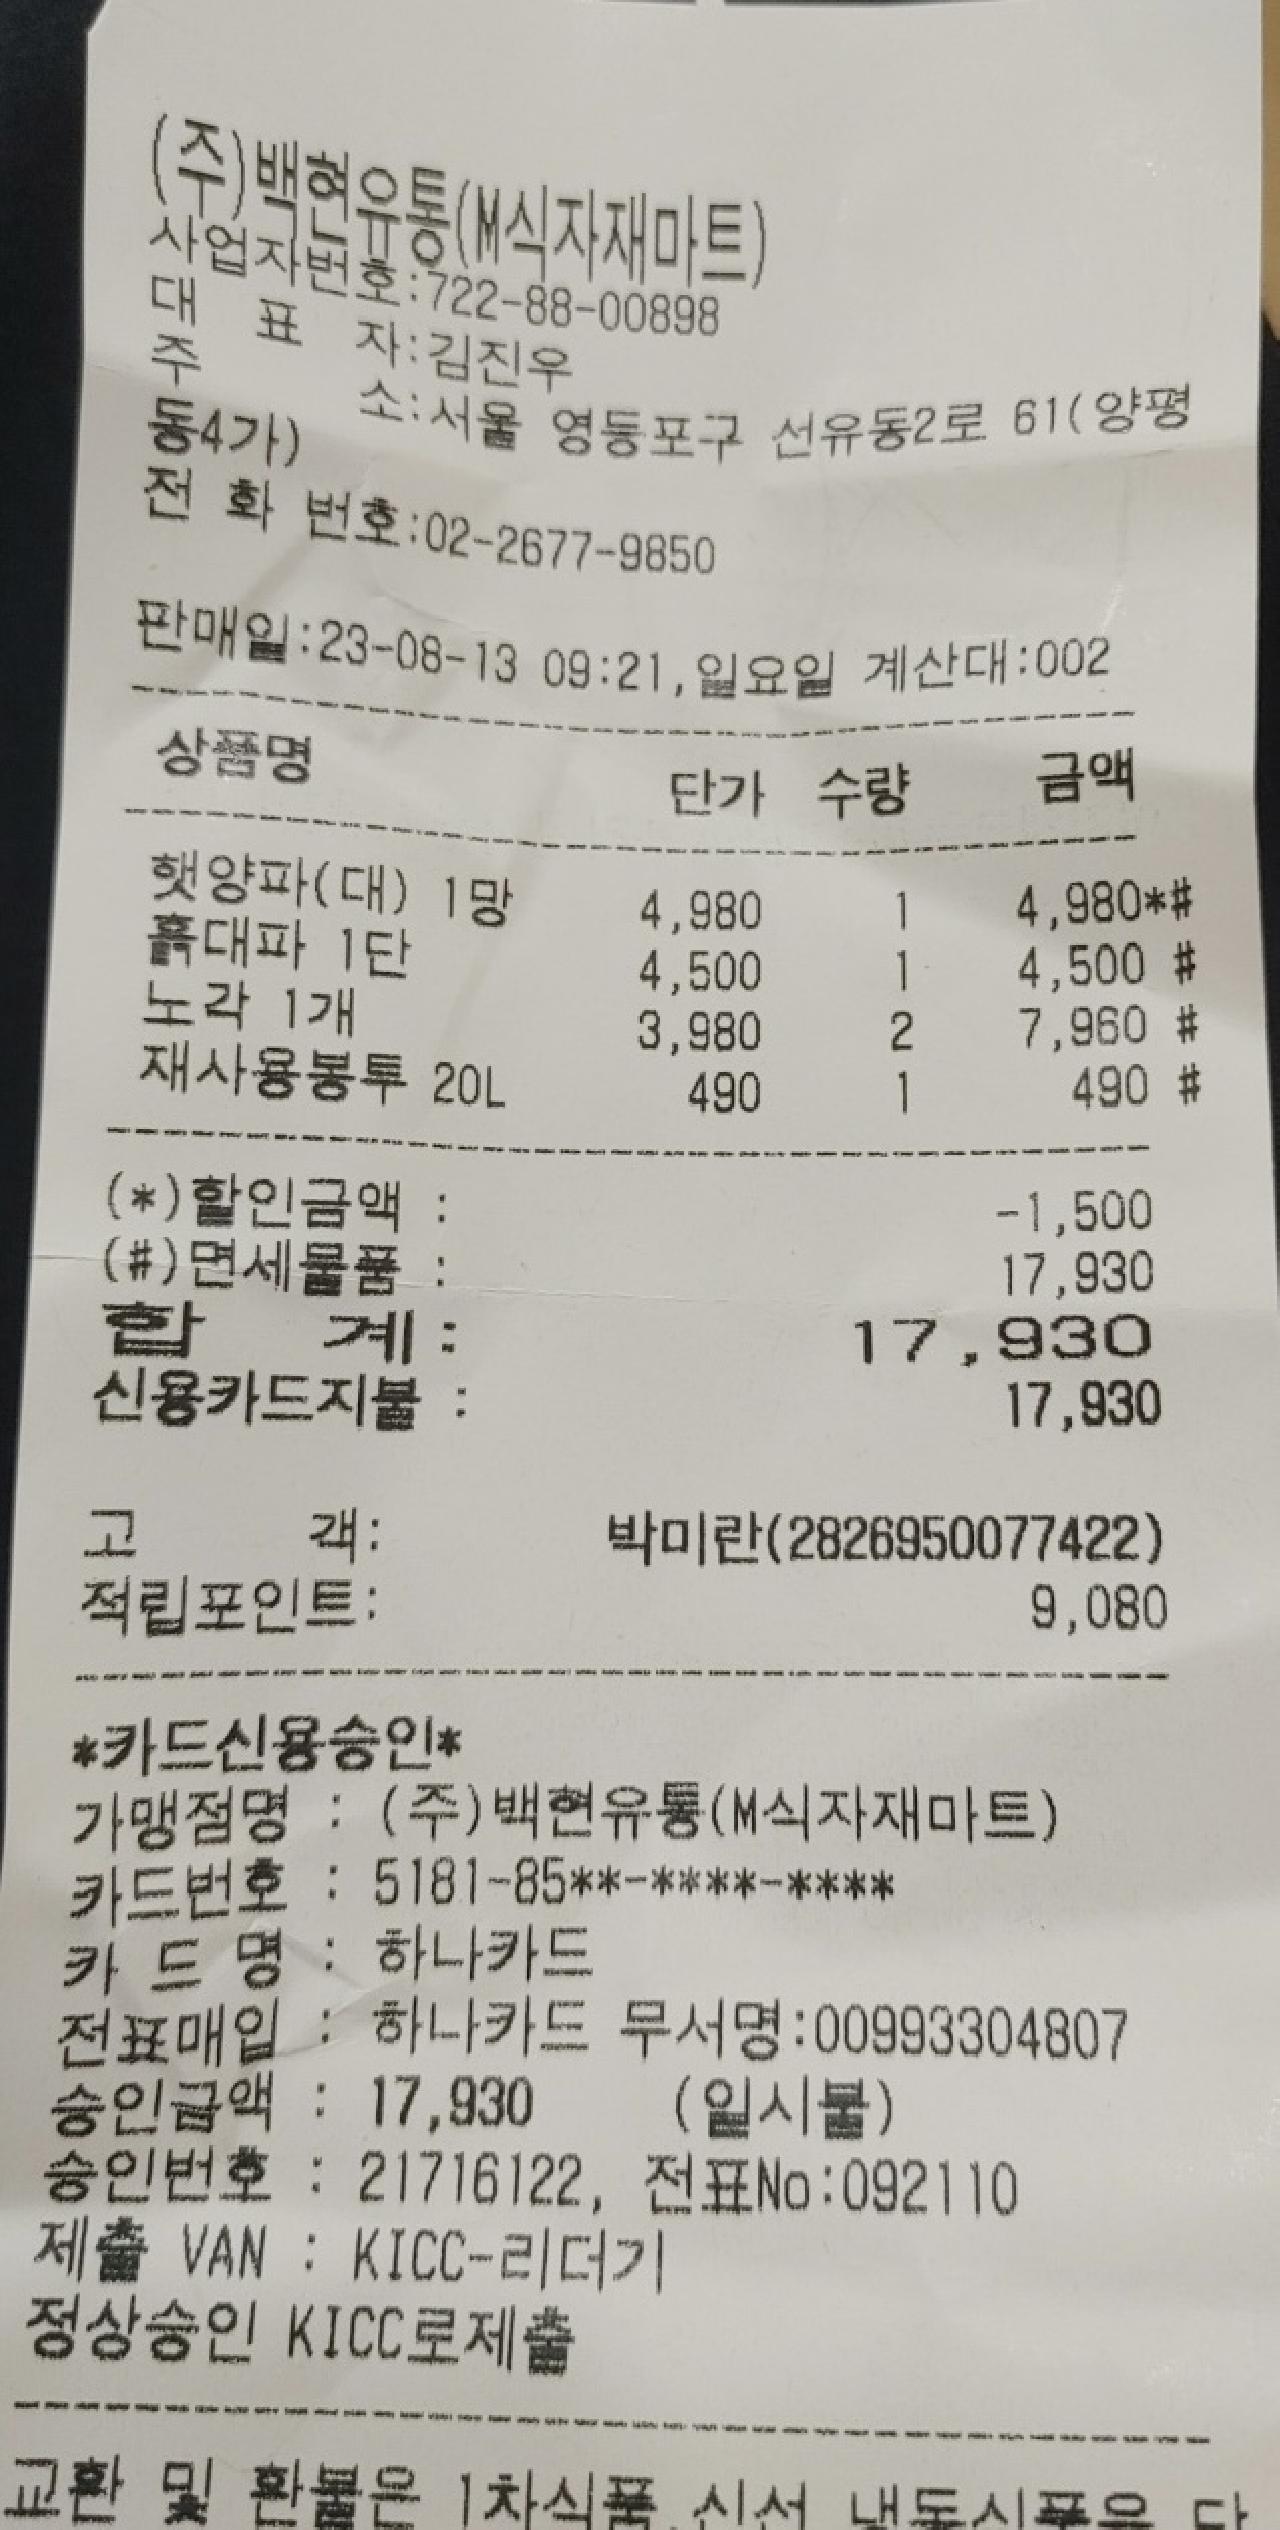 (주)백현유통(M식자재마트)
사업자번호:722-88-00898
대 표 자:김진우
주 소:서울 영등포구 선유동2로 61(양평
동4가)
전 화 번호:02-2677-9850
판매일:23-08-13 09:21,일요일 계산대:002
상품명 단가 수량 금액
햇양파(대) 1망 4,980 1 4,980*#
흙대파 1단 4,500 1 4,500 #
노각 1개 3,980 2 7,960 #
재사용봉투 20L 490 1 490 #
(*)할인금액 : -1,500
(#)면세물품 : 17,930
합 계: 17,930
신용카드지불 : 17,930
고 객: 박미란(2826950077422)
적립포인트: 9,080
*카드신용승인*
가맹점명 : (주)백현유통(M식자재마트)
카드번호 : 5181-85**-****-****
카 드 명 : 하나카드
전표매입 : 하나카드 무서명:00993304807
승인금액 : 17,930 (일시불)
승인번호 : 21716122, 전표No:092110
제출 VAN : KICC-리더기
정상승인 KICC로제출
교환 및 환불은 1차식품,신선,냉동식품은